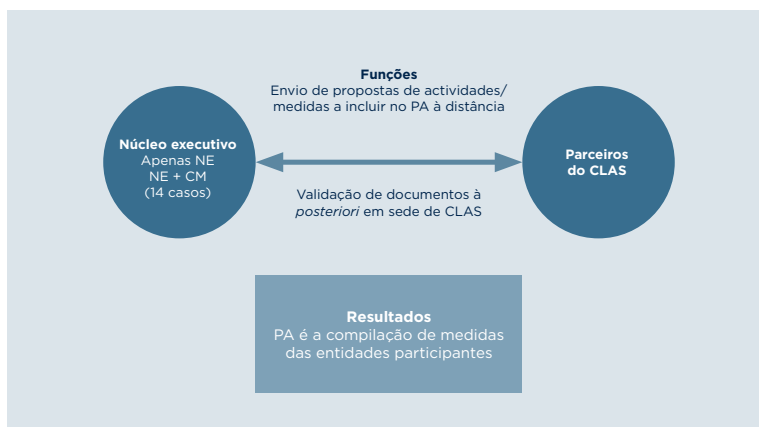 Funções
Envio de propostas de actividades/
medidas a incluir no PA à distância
Núcleo executivo
Apenas NE
NE + CM
(14 casos)
Parceiros
do CLAS
Validação de documentos à
posteriori em sede de CLAS
Resultados
PA é a compilação de medidas
das entidades participantes